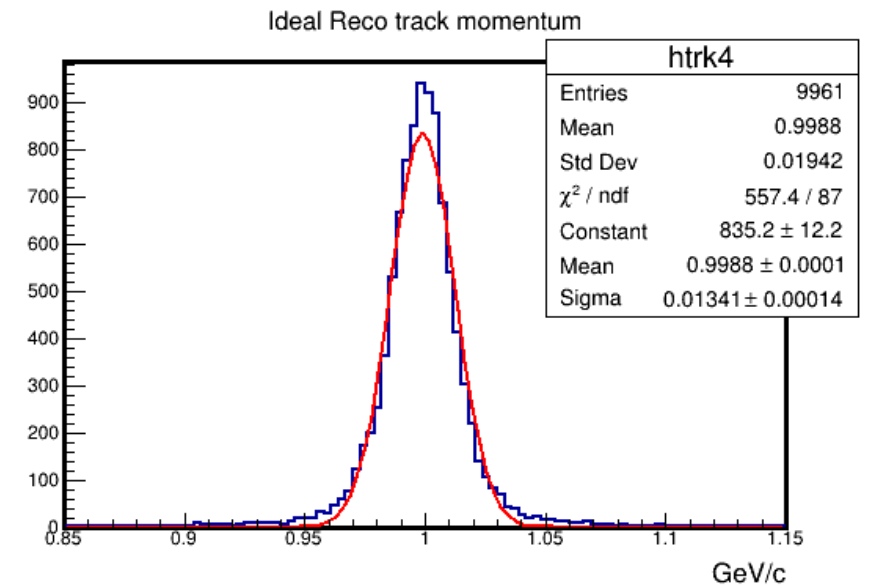 Ideal Reco track momentum
htrk4
Entries 9961
Mean 0.9988
Std Dev 0.01942
χ² / ndf 557.4 / 87
Constant 835.2 ± 12.2
Mean 0.9988 ± 0.0001
Sigma 0.01341 ± 0.00014
900
800
700
600
500
400
300
200
100
0
0.85 0.9 0.95 1 1.05 1.1 1.15
GeV/c